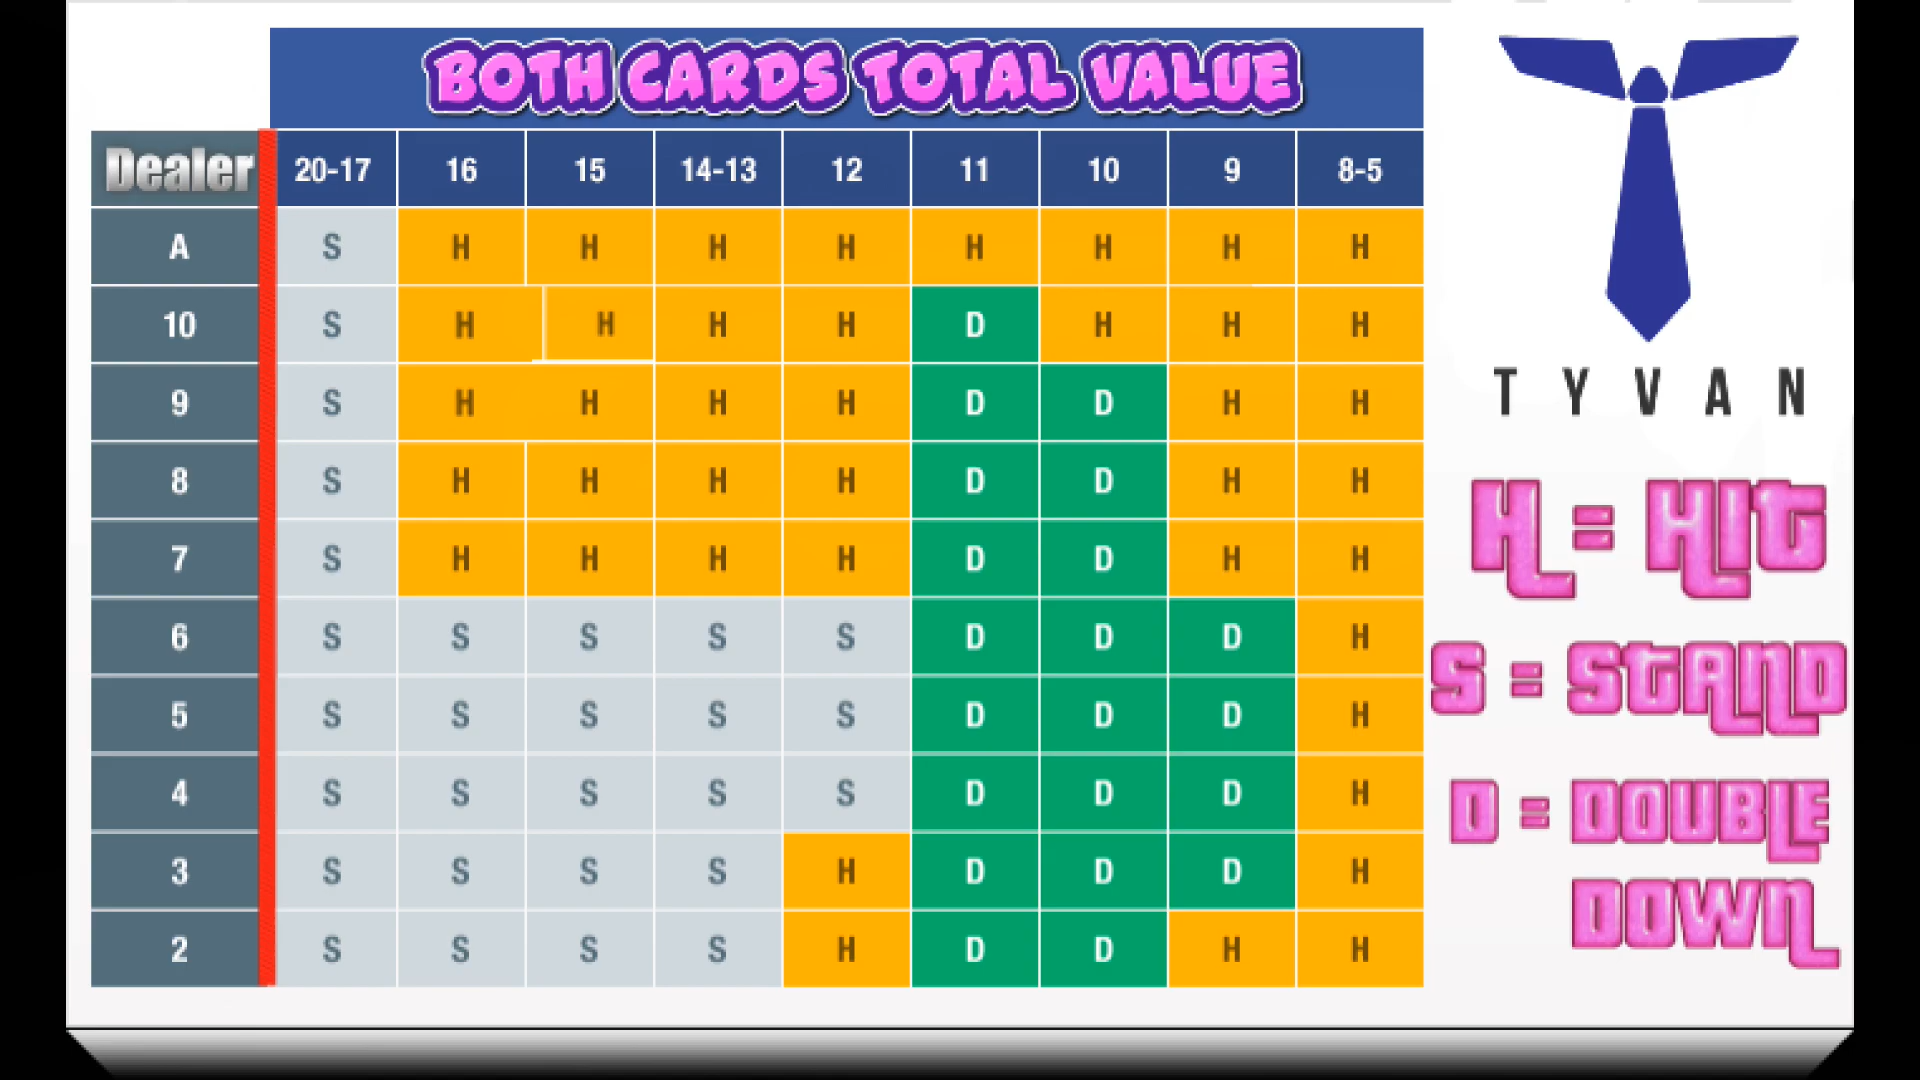 BOTH CARDS TOTAL VALUE
Dealer 20-17 16 15 14-13 12 11 10 9 8-5
A S H H H H H H H H
10 S H H H H D H H H
9 S H H H H D D H H
8 S H H H H D D H H
7 S H H H H D D H H
6 S S S S S D D D H
5 S S S S S D D D H
4 S S S S S D D D H
3 S S S S H D D D H
2 S S S S H D D H H
TYVAN
H = HIT
S = STAND
D = DOUBLE
DOWN